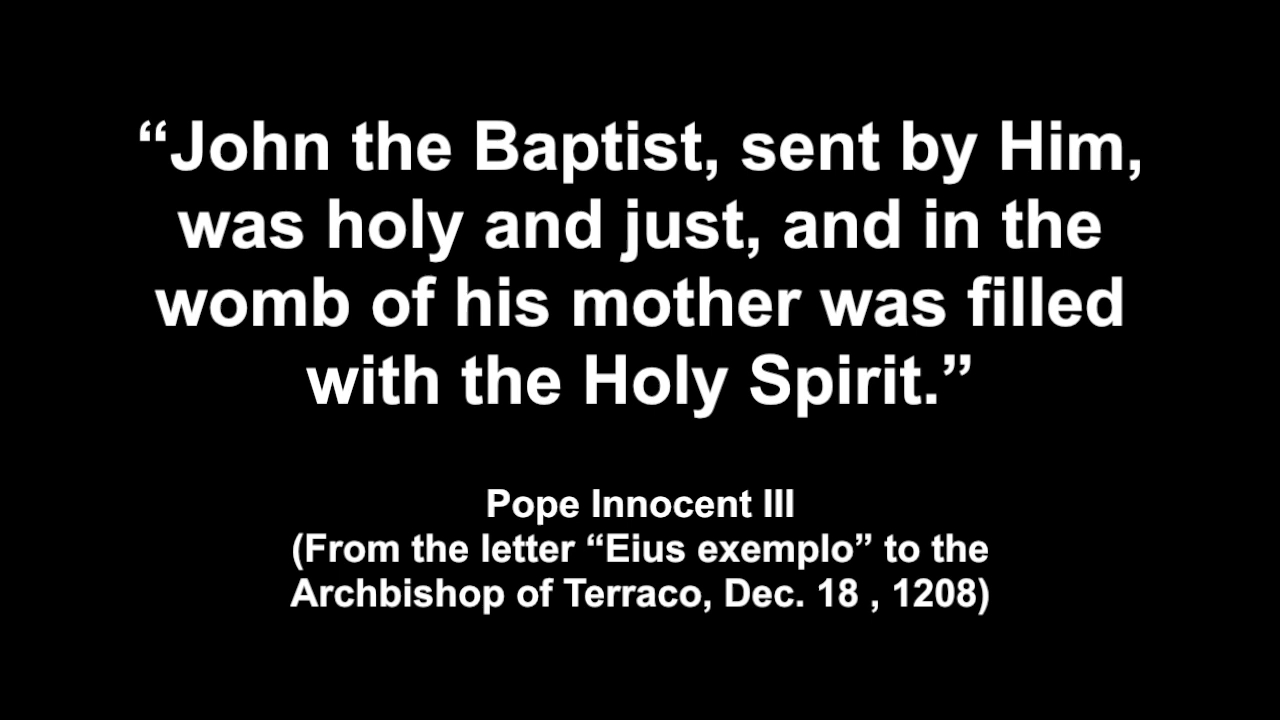 “John the Baptist, sent by Him,
was holy and just, and in the
womb of his mother was filled
with the Holy Spirit.”
Pope Innocent III
(From the letter “Eius exemplo” to the
Archbishop of Terraco, Dec. 18 , 1208)